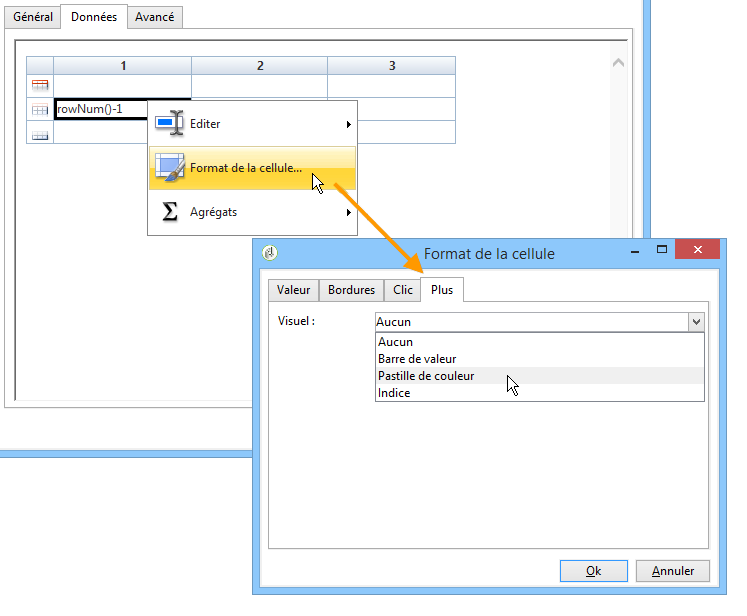 Général Données Avancé
1 2 3
rowNum()-1
Editer
Format de la cellule...
Σ Agrégats
Format de la cellule
Valeur Bordures Clic Plus
Visuel : Aucun
Aucun
Barre de valeur
Pastille de couleur
Indice
Ok Annuler